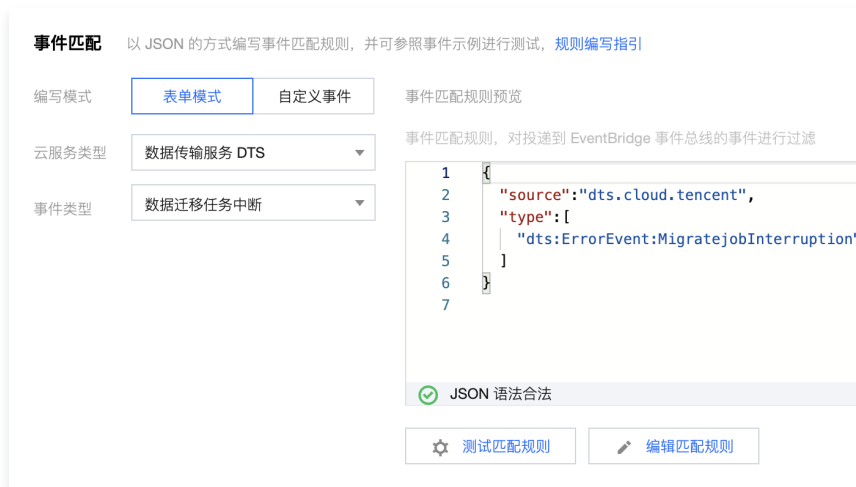 事件匹配 以 JSON 的方式编写事件匹配规则，并可参照事件示例进行测试，规则编写指引
编写模式 表单模式 自定义事件
云服务类型 数据传输服务 DTS
事件类型 数据迁移任务中断
事件匹配规则预览
事件匹配规则，对投递到 EventBridge 事件总线的事件进行过滤
1 {
2 "source":"dts.cloud.tencent",
3 "type":[
4 "dts:ErrorEvent:MigratejobInterruption"
5 ]
6 }
7
JSON 语法合法
测试匹配规则 编辑匹配规则